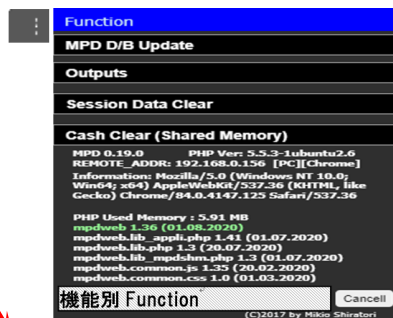 Function
MPD D/B Update
Outputs
Session Data Clear
Cash Clear (Shared Memory)
MPD 0.19.0 PHP Ver: 5.5.3-1ubuntu2.6
REMOTE_ADDR: 192.168.0.156 [PC][Chrome]
Information: Mozilla/5.0 (Windows NT 10.0;
Win64; x64) AppleWebKit/537.36 (KHTML, like
Gecko) Chrome/84.0.4147.125 Safari/537.36
PHP Used Memory : 5.91 MB
mpdweb 1.36 (01.08.2020)
mpdweb.lib_appli.php 1.41 (01.07.2020)
mpdweb.lib.php 1.3 (20.07.2020)
mpdweb.lib_mpdshm.php 1.3 (01.07.2020)
mpdweb.common.js 1.35 (20.02.2020)
mpdweb.common.css 1.0 (01.03.2020)
機能別 Function
Cancell
(C)2017 by Mikio Shiratori